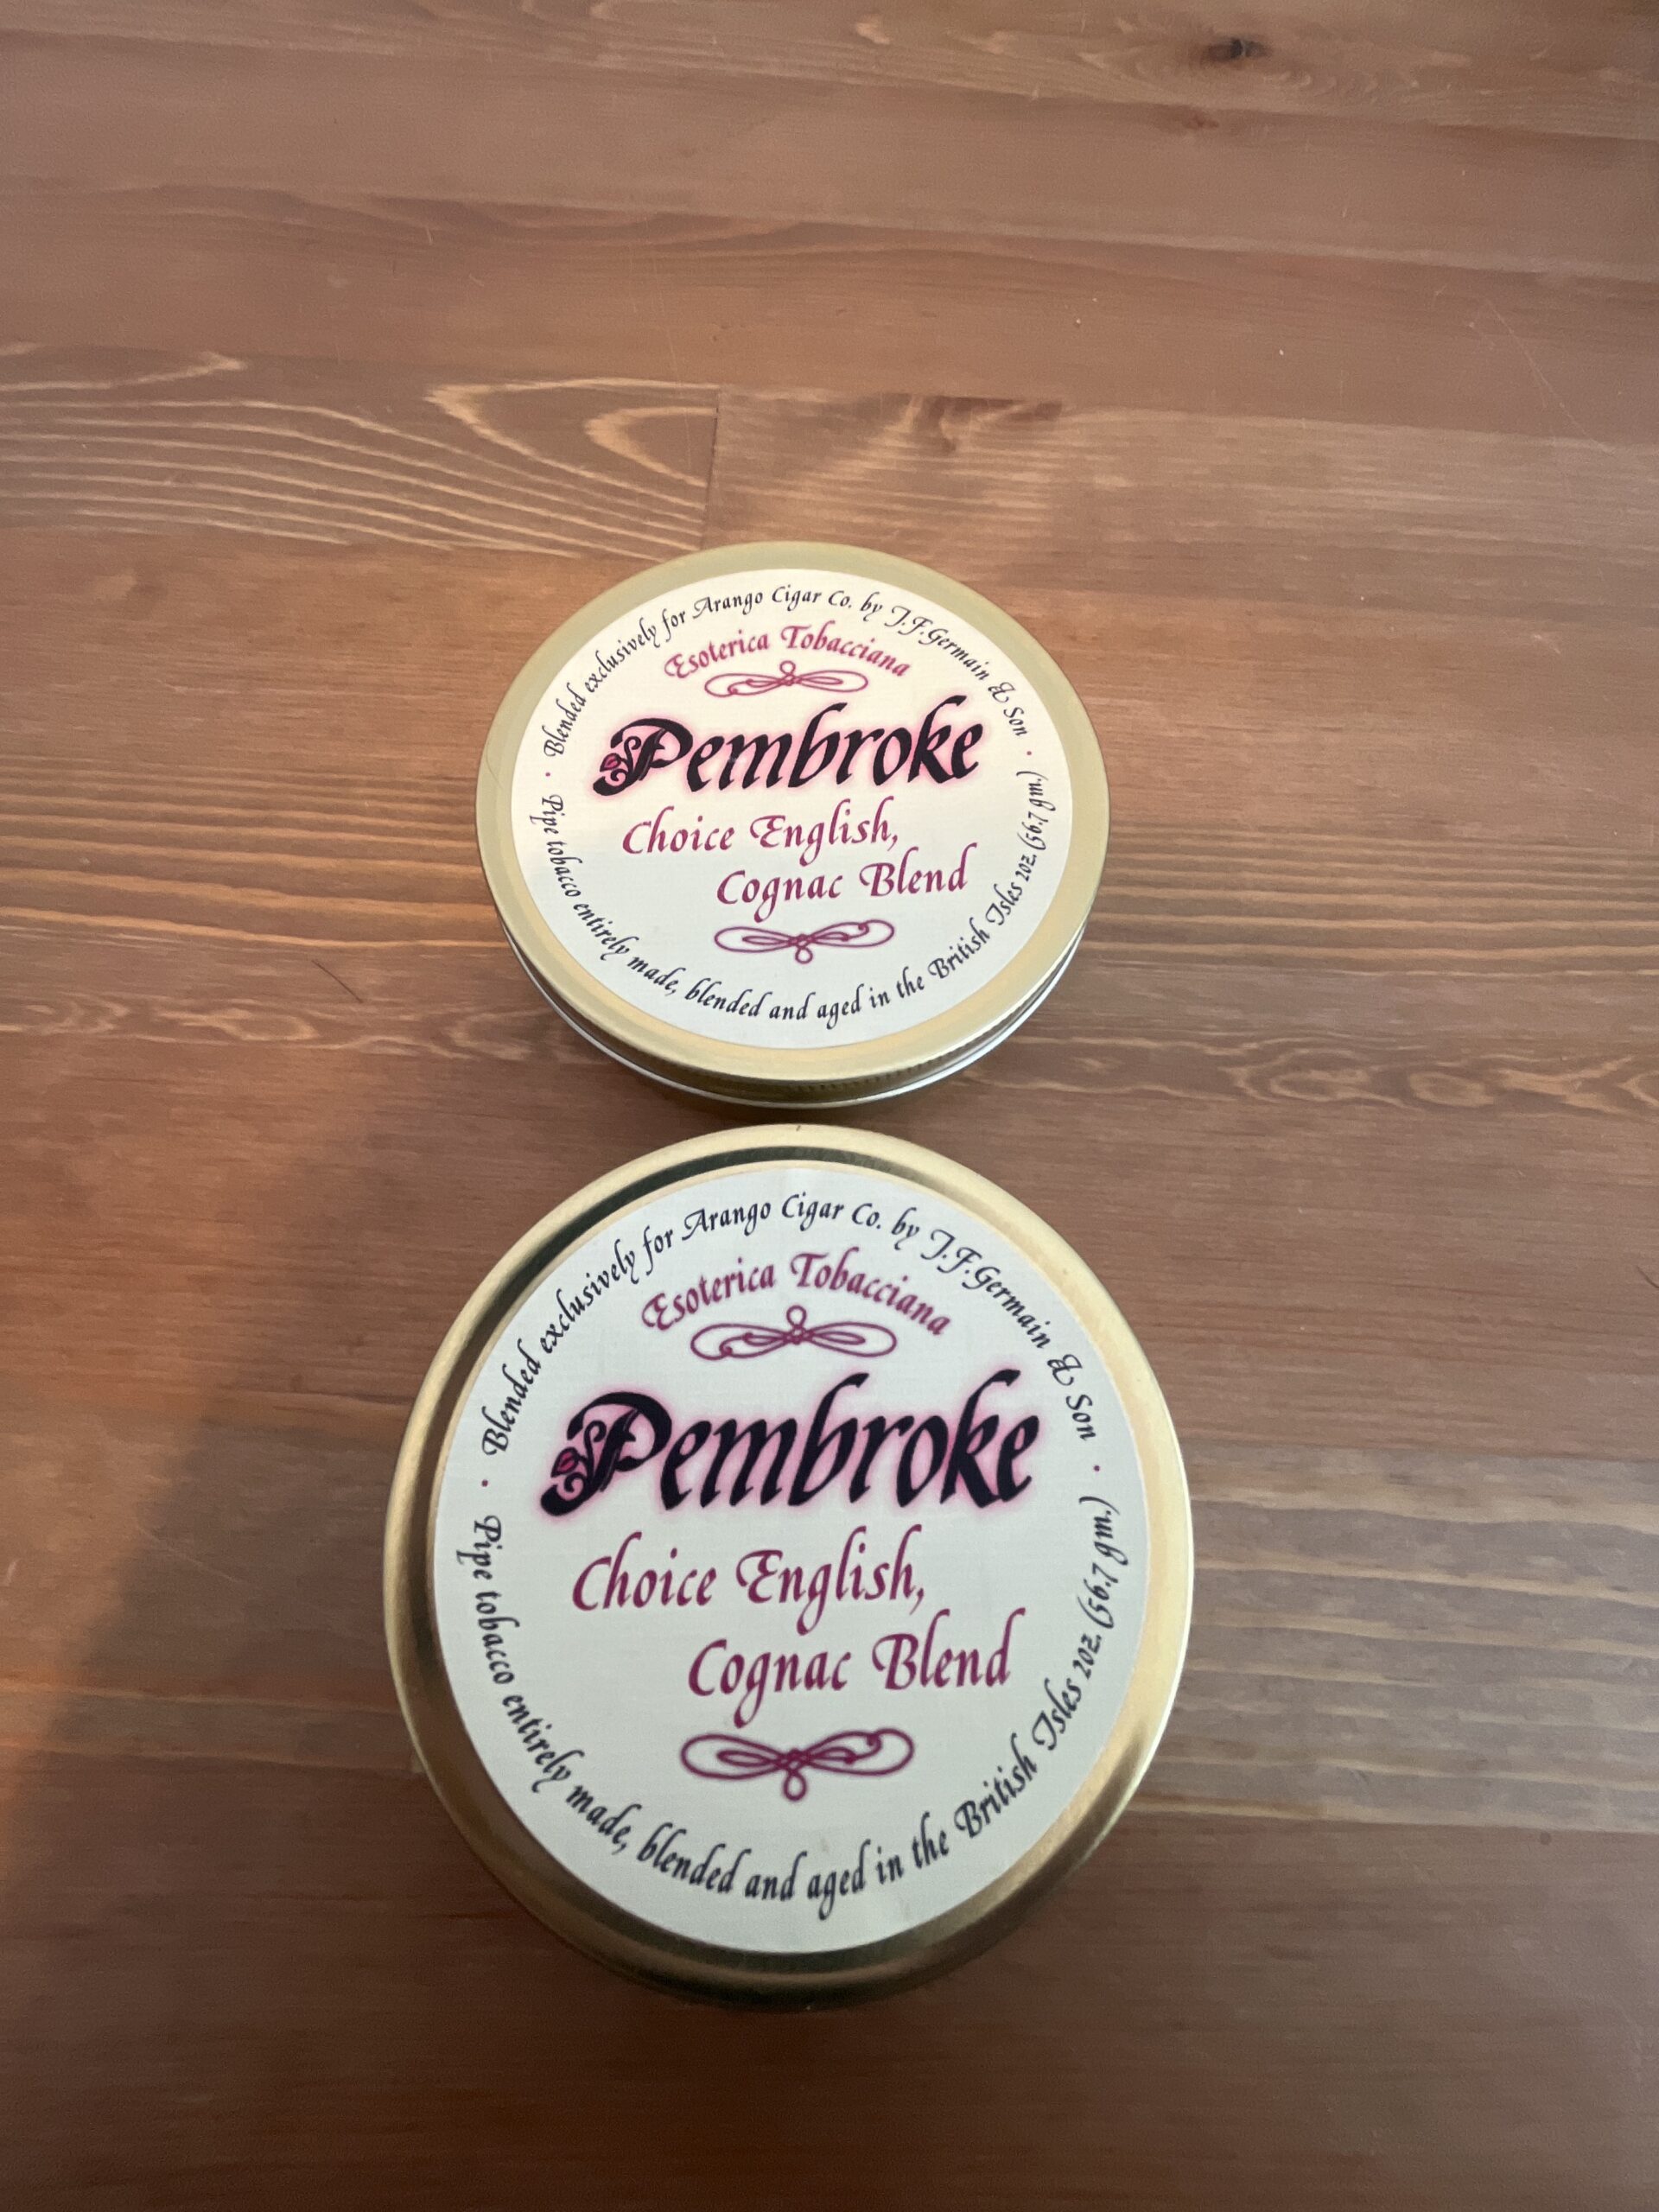 Blended exclusively for Arango Cigar Co. by J.F.Germain & Son
Esoterica Tobacciana
Pembroke
Choice English,
Cognac Blend
Pipe tobacco entirely made, blended and aged in the British Isles 2oz. (56.7 gm.)
Blended exclusively for Arango Cigar Co. by J.F.Germain & Son
Esoterica Tobacciana
Pembroke
Choice English,
Cognac Blend
Pipe tobacco entirely made, blended and aged in the British Isles 2oz. (56.7 gm.)